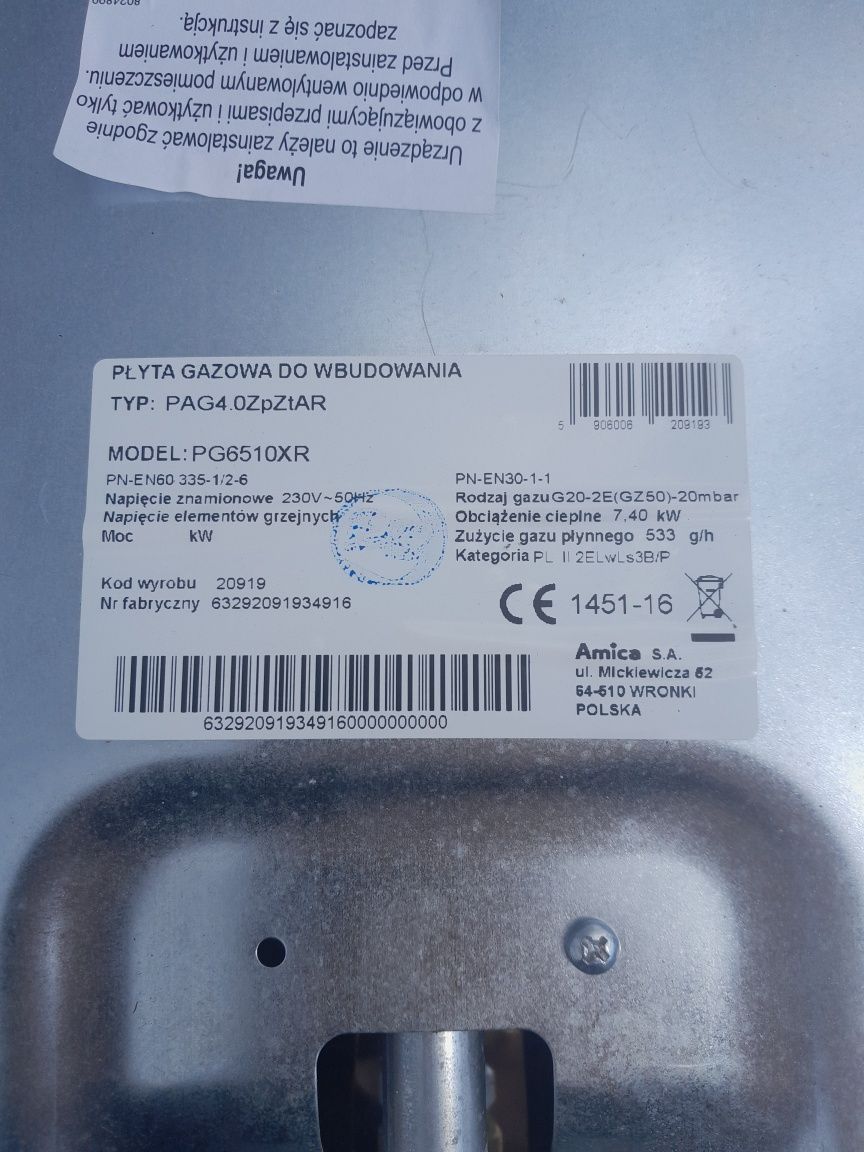 Uwaga!
Urządzenie to należy zainstalować zgodnie
z obowiązującymi przepisami i użytkować tylko
w odpowiednio wentylowanym pomieszczeniu.
Przed zainstalowaniem i użytkowaniem
zapoznać się z instrukcją.
PŁYTA GAZOWA DO WBUDOWANIA
TYP: PAG4.0ZpZtAR
5 906006 209193
MODEL: PG6510XR
PN-EN60 335-1/2-6
Napięcie znamionowe 230V~50Hz
Napięcie elementów grzejnych
Moc kW
PN-EN30-1-1
Rodzaj gazu G20-2E(GZ50)-20mbar
Obciążenie cieplne 7,40 kW
Zużycie gazu płynnego 533 g/h
Kategoria PL II 2ELwLs3B/P
Kod wyrobu 20919
Nr fabryczny 63292091934916
CE 1451-16
Amica S.A.
ul. Mickiewicza 52
64-510 WRONKI
POLSKA
632920919349160000000000